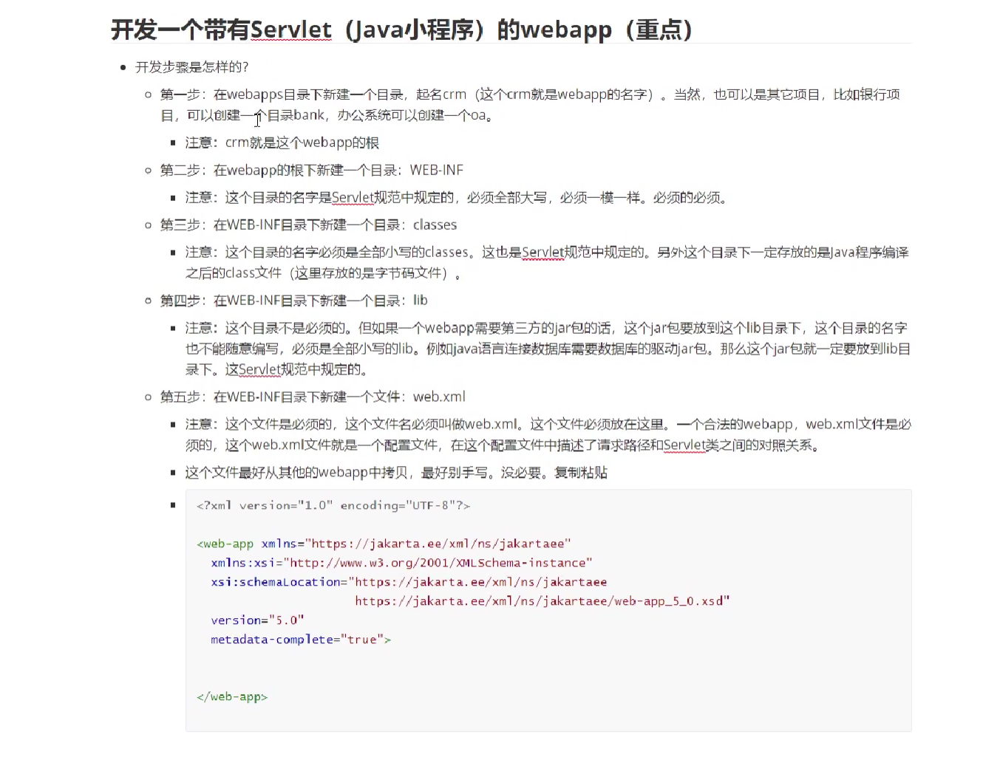 开发一个带有Servlet（Java小程序）的webapp（重点）
开发步骤是怎样的？
第一步：在webapps目录下新建一个目录，起名crm（这个crm就是webapp的名字）。当然，也可以是其它项目，比如银行项
目，可以创建一个目录bank，办公系统可以创建一个oa。
注意：crm就是这个webapp的根
第二步：在webapp的根下新建一个目录：WEB-INF
注意：这个目录的名字是Servlet规范中规定的，必须全部大写，必须一模一样。必须的必须。
第三步：在WEB-INF目录下新建一个目录：classes
注意：这个目录的名字必须是全部小写的classes。这也是Servlet规范中规定的。另外这个目录下一定存放的是Java程序编译
之后的class文件（这里存放的是字节码文件）。
第四步：在WEB-INF目录下新建一个目录：lib
注意：这个目录不是必须的。但如果一个webapp需要第三方的jar包的话，这个jar包要放到这个lib目录下，这个目录的名字
也不能随意编写，必须是全部小写的lib。例如java语言连接数据库需要数据库的驱动jar包。那么这个jar包就一定要放到lib目
录下。这Servlet规范中规定的。
第五步：在WEB-INF目录下新建一个文件：web.xml
注意：这个文件是必须的，这个文件名必须叫做web.xml。这个文件必须放在这里。一个合法的webapp，web.xml文件是必
须的，这个web.xml文件就是一个配置文件，在这个配置文件中描述了请求路径和Servlet类之间的对照关系。
这个文件最好从其他的webapp中拷贝，最好别手写。没必要。复制粘贴
<?xml version="1.0" encoding="UTF-8"?>
<web-app xmlns="https://jakarta.ee/xml/ns/jakartaee"
xmlns:xsi="http://www.w3.org/2001/XMLSchema-instance"
xsi:schemaLocation="https://jakarta.ee/xml/ns/jakartaee
https://jakarta.ee/xml/ns/jakartaee/web-app_5_0.xsd"
version="5.0"
metadata-complete="true">
</web-app>